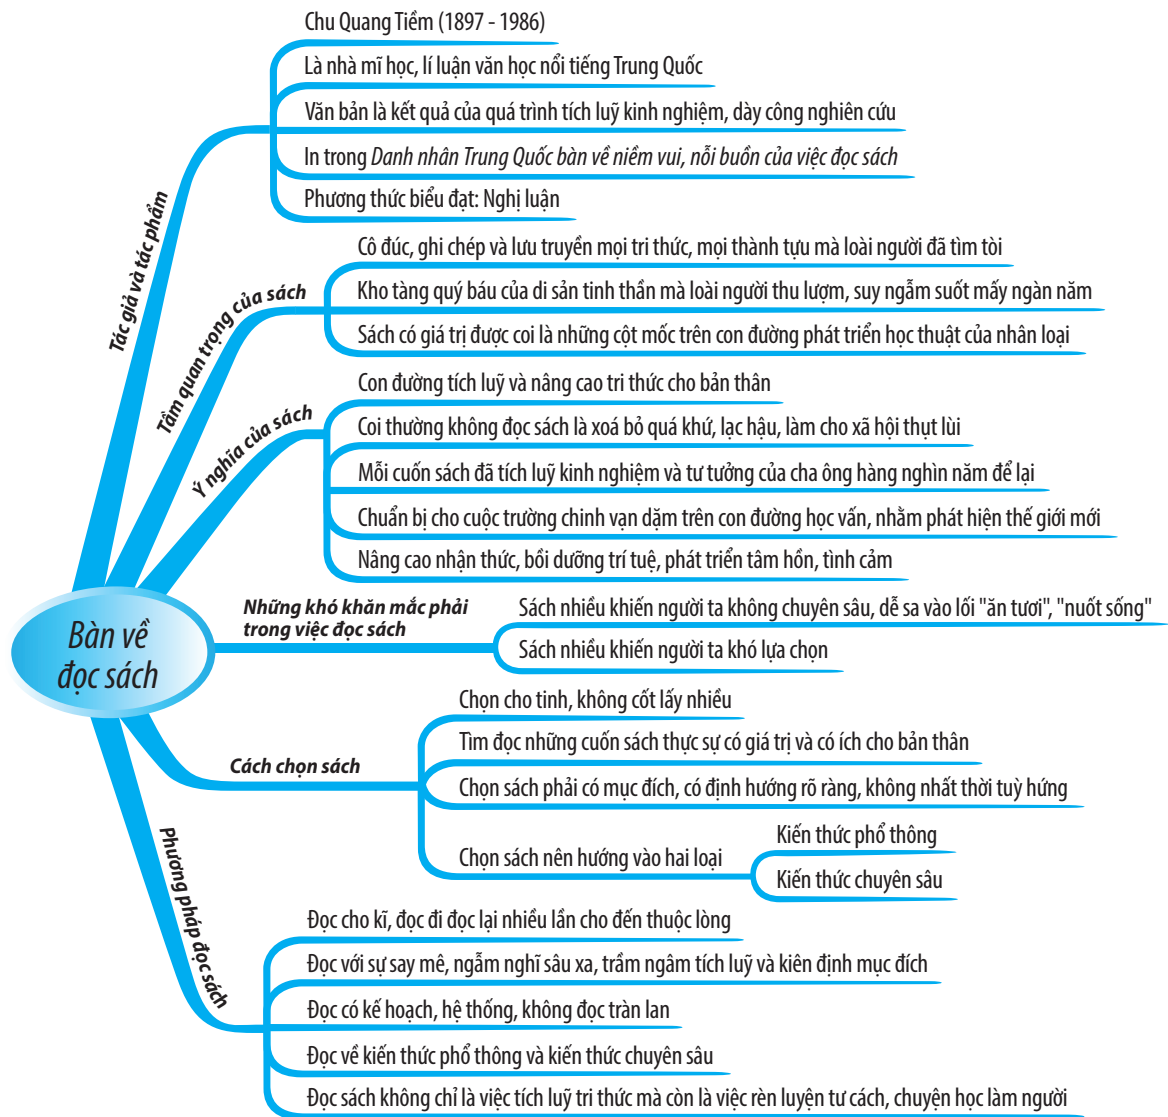 Chu Quang Tiềm (1897 - 1986)
Là nhà mĩ học, lí luận văn học nổi tiếng Trung Quốc
Văn bản là kết quả của quá trình tích luỹ kinh nghiệm, dày công nghiên cứu
In trong Danh nhân Trung Quốc bàn về niềm vui, nỗi buồn của việc đọc sách
Phương thức biểu đạt: Nghị luận
Tác giả và tác phẩm
Cô đúc, ghi chép và lưu truyền mọi tri thức, mọi thành tựu mà loài người đã tìm tòi
Kho tàng quý báu của di sản tinh thần mà loài người thu lượm, suy ngẫm suốt mấy ngàn năm
Sách có giá trị được coi là những cột mốc trên con đường phát triển học thuật của nhân loại
Tầm quan trọng của sách
Con đường tích luỹ và nâng cao tri thức cho bản thân
Coi thường không đọc sách là xoá bỏ quá khứ, lạc hậu, làm cho xã hội thụt lùi
Mỗi cuốn sách đã tích luỹ kinh nghiệm và tư tưởng của cha ông hàng nghìn năm để lại
Chuẩn bị cho cuộc trường chinh vạn dặm trên con đường học vấn, nhằm phát hiện thế giới mới
Nâng cao nhận thức, bồi dưỡng trí tuệ, phát triển tâm hồn, tình cảm
Ý nghĩa của sách
Những khó khăn mắc phải
trong việc đọc sách
Sách nhiều khiến người ta không chuyên sâu, dễ sa vào lối "ăn tươi", "nuốt sống"
Sách nhiều khiến người ta khó lựa chọn
Bàn về
đọc sách
Chọn cho tinh, không cốt lấy nhiều
Tìm đọc những cuốn sách thực sự có giá trị và có ích cho bản thân
Cách chọn sách
Chọn sách phải có mục đích, có định hướng rõ ràng, không nhất thời tuỳ hứng
Chọn sách nên hướng vào hai loại
Kiến thức phổ thông
Kiến thức chuyên sâu
Phương pháp đọc sách
Đọc cho kĩ, đọc đi đọc lại nhiều lần cho đến thuộc lòng
Đọc với sự say mê, ngẫm nghĩ sâu xa, trầm ngâm tích luỹ và kiên định mục đích
Đọc có kế hoạch, hệ thống, không đọc tràn lan
Đọc về kiến thức phổ thông và kiến thức chuyên sâu
Đọc sách không chỉ là việc tích luỹ tri thức mà còn là việc rèn luyện tư cách, chuyện học làm người